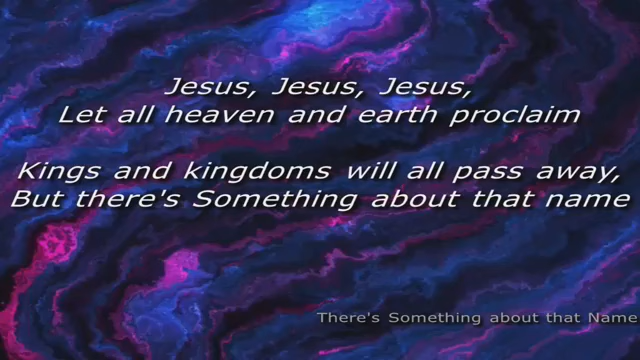 Jesus, Jesus, Jesus,
Let all heaven and earth proclaim
Kings and kingdoms will all pass away,
But there's Something about that name
There's Something about that Name